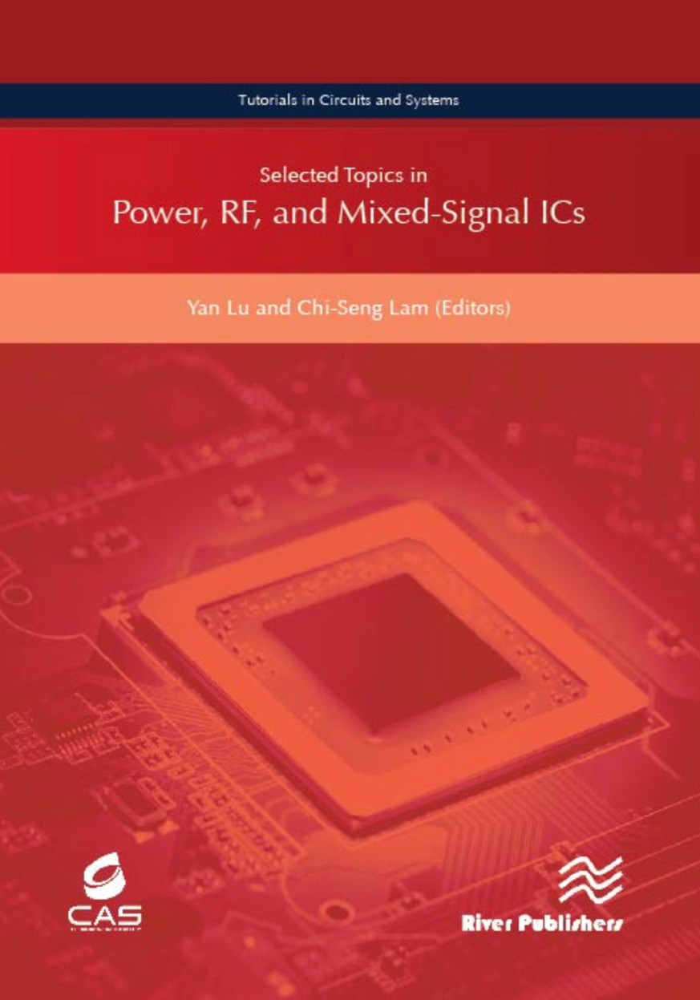 Tutorials in Circuits and Systems
Selected Topics in
Power, RF, and Mixed-Signal ICs
Yan Lu and Chi-Seng Lam (Editors)
CAS
River Publishers